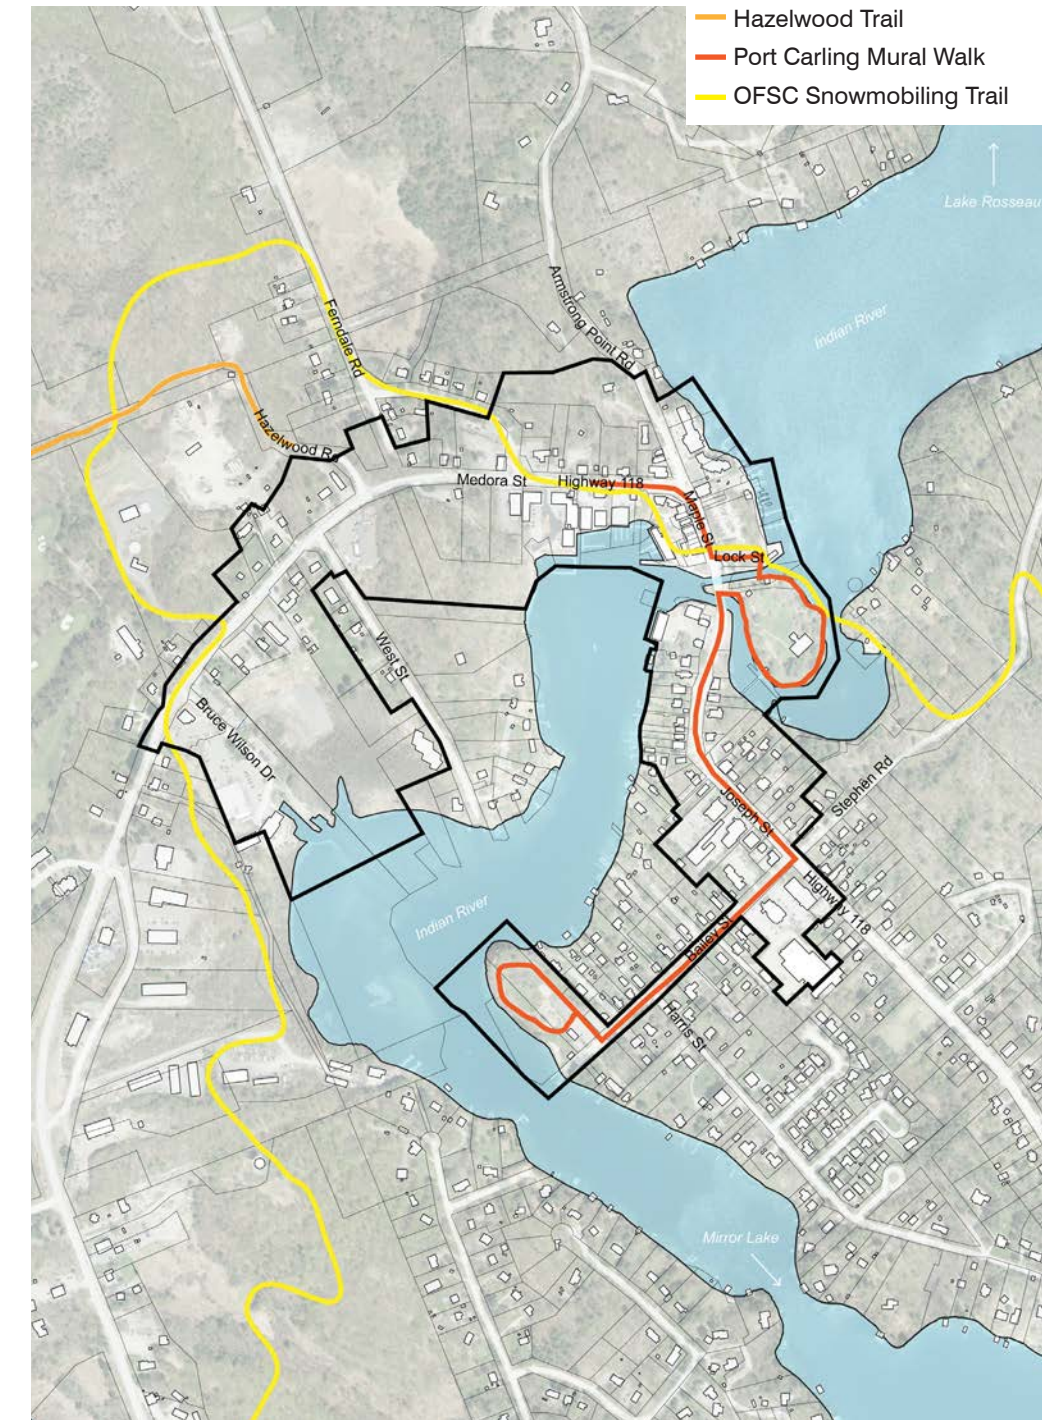 Hazelwood Trail
Port Carling Mural Walk
OFSC Snowmobiling Trail
Lake Rosseau
Indian River
Armstrong Point Rd
Ferndale Rd
Hazelwood R
Medora St
Highway 118
Maple St
Lock St
West St
Bruce Wilson Dr
Stephen Rd
Joseph St
Highway 118
Indian River
Bailey St
Harris St
Mirror Lake